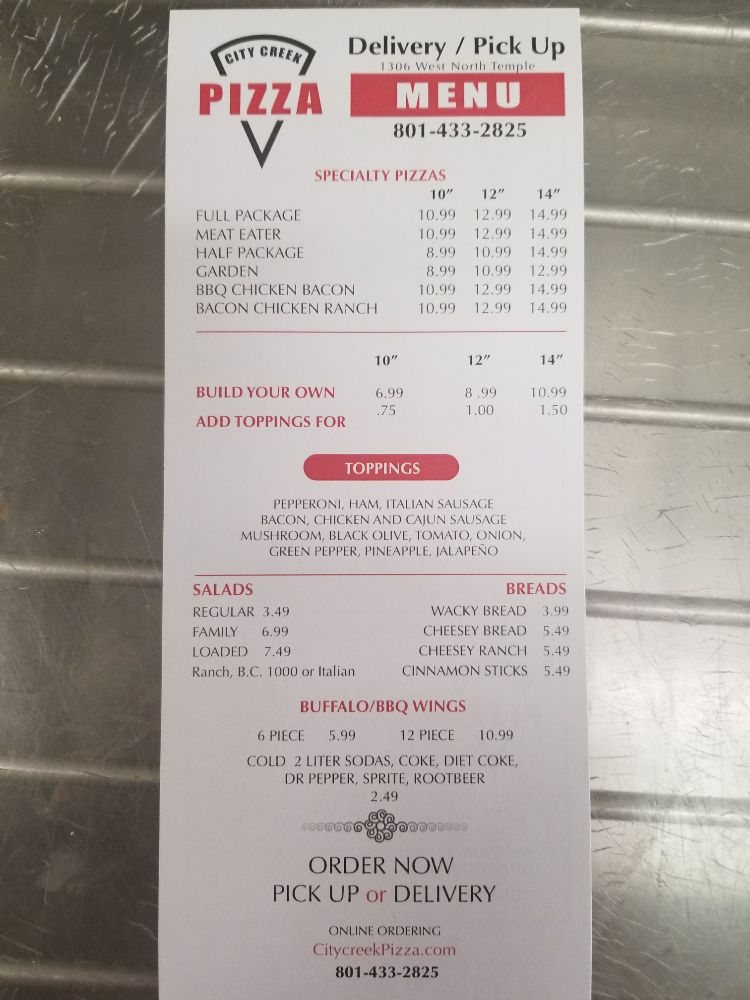 CITY CREEK
PIZZA
Delivery / Pick Up
1306 West North Temple
MENU
801-433-2825
SPECIALTY PIZZAS
10" 12" 14"
FULL PACKAGE 10.99 12.99 14.99
MEAT EATER 10.99 12.99 14.99
HALF PACKAGE 8.99 10.99 14.99
GARDEN 8.99 10.99 12.99
BBQ CHICKEN BACON 10.99 12.99 14.99
BACON CHICKEN RANCH 10.99 12.99 14.99
10" 12" 14"
BUILD YOUR OWN 6.99 8 .99 10.99
ADD TOPPINGS FOR .75 1.00 1.50
TOPPINGS
PEPPERONI, HAM, ITALIAN SAUSAGE
BACON, CHICKEN AND CAJUN SAUSAGE
MUSHROOM, BLACK OLIVE, TOMATO, ONION,
GREEN PEPPER, PINEAPPLE, JALAPEÑO
SALADS
REGULAR 3.49
FAMILY 6.99
LOADED 7.49
Ranch, B.C. 1000 or Italian
BREADS
WACKY BREAD 3.99
CHEESEY BREAD 5.49
CHEESEY RANCH 5.49
CINNAMON STICKS 5.49
BUFFALO/BBQ WINGS
6 PIECE 5.99 12 PIECE 10.99
COLD 2 LITER SODAS, COKE, DIET COKE,
DR PEPPER, SPRITE, ROOTBEER
2.49
ORDER NOW
PICK UP or DELIVERY
ONLINE ORDERING
CitycreekPizza.com
801-433-2825